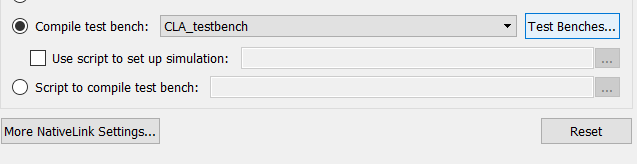 Compile test bench: CLA_testbench Test Benches...
Use script to set up simulation: ...
Script to compile test bench: ...
More NativeLink Settings... Reset